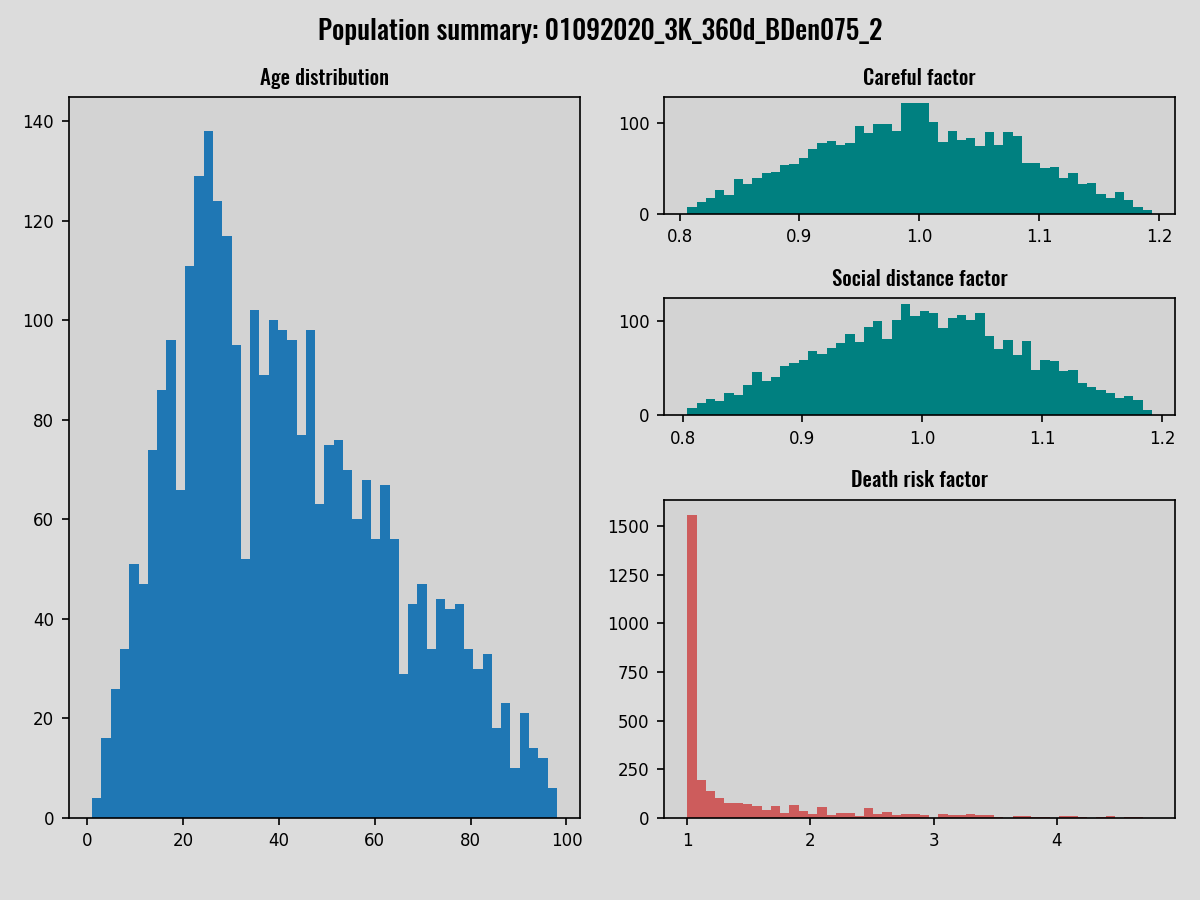 Population summary: 01092020_3K_360d_BDen075_2
Age distribution
140
120
100
80
60
40
20
0
0 20 40 60 80 100
Careful factor
100
0
0.8 0.9 1.0 1.1 1.2
Social distance factor
100
0
0.8 0.9 1.0 1.1 1.2
Death risk factor
1500
1250
1000
750
500
250
0
1 2 3 4